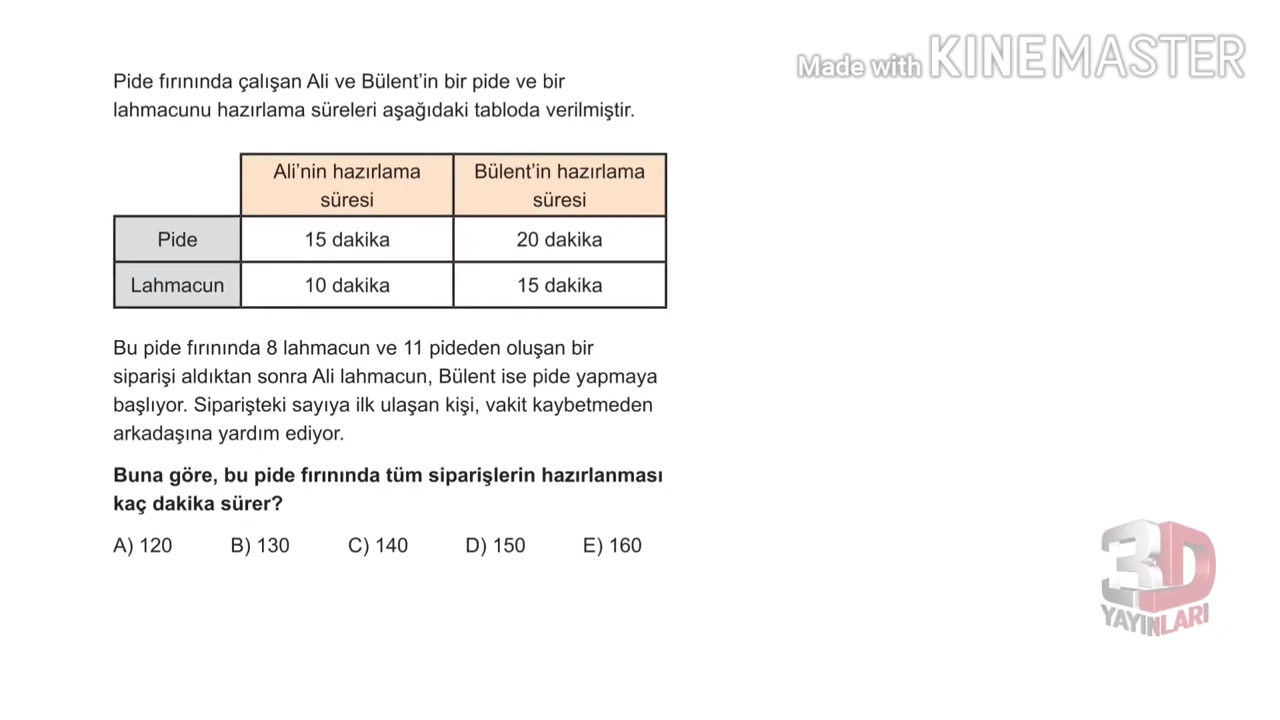 Made with KINEMASTER
Pide fırınında çalışan Ali ve Bülent’in bir pide ve bir
lahmacunu hazırlama süreleri aşağıdaki tabloda verilmiştir.
Ali’nin hazırlama
süresi
Bülent’in hazırlama
süresi
Pide 15 dakika 20 dakika
Lahmacun 10 dakika 15 dakika
Bu pide fırınında 8 lahmacun ve 11 pideden oluşan bir
siparişi aldıktan sonra Ali lahmacun, Bülent ise pide yapmaya
başlıyor. Siparişteki sayıya ilk ulaşan kişi, vakit kaybetmeden
arkadaşına yardım ediyor.
Buna göre, bu pide fırınında tüm siparişlerin hazırlanması
kaç dakika sürer?
A) 120 B) 130 C) 140 D) 150 E) 160
3D
YAYINLARI